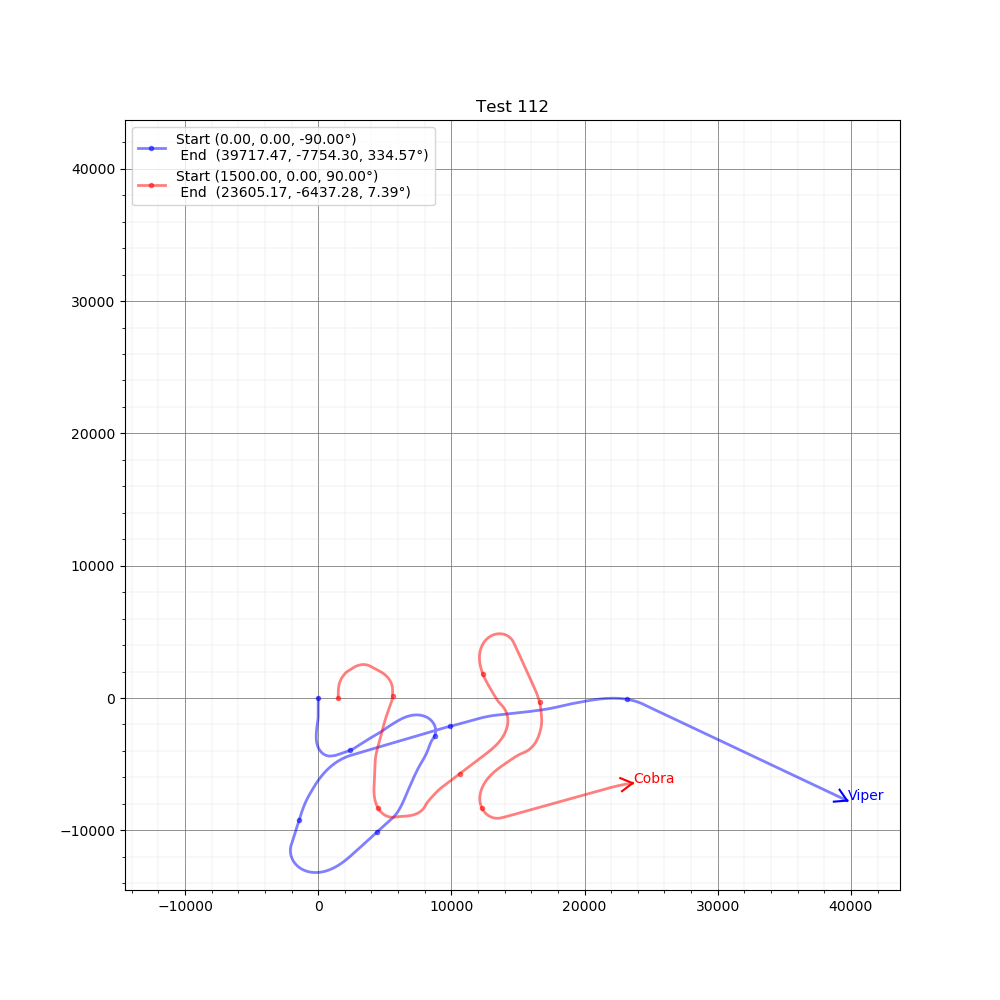 Test 112
Start (0.00, 0.00, -90.00°)
End  (39717.47, -7754.30, 334.57°)
Start (1500.00, 0.00, 90.00°)
End  (23605.17, -6437.28, 7.39°)
40000
30000
20000
10000
0
−10000
Cobra
Viper
−10000
0
10000
20000
30000
40000